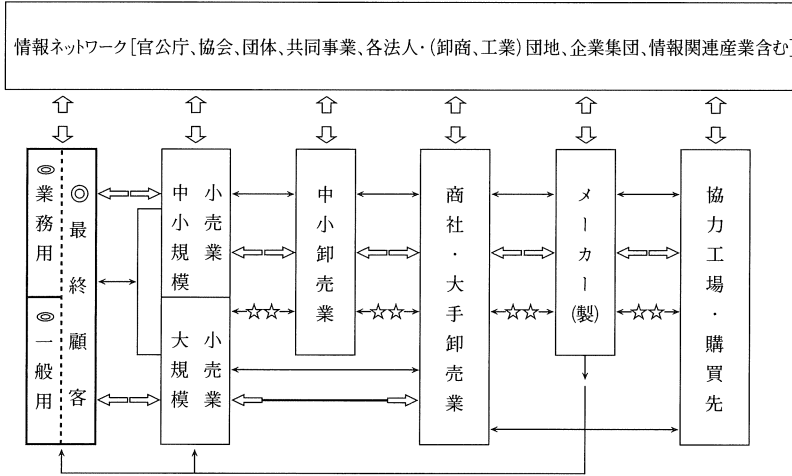 情報ネットワーク[官公庁、協会、団体、共同事業、各法人・(卸商、工業)団地、企業集団、情報関連産業含む]
◎業務用
◎一般用
◎最終顧客
小売業
中小規模
小売業
大規模
中小卸売業
商社・大手卸売業
メーカー(製)
協力工場・購買先
☆☆
☆☆
☆☆
☆☆